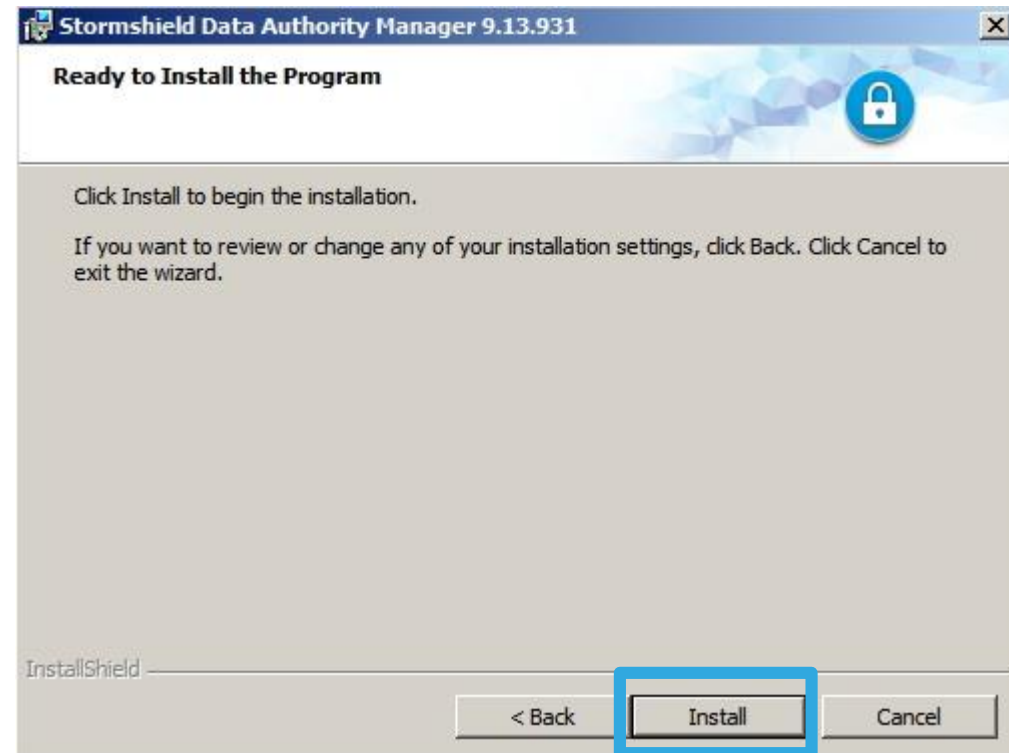 Stormshield Data Authority Manager 9.13.931
Ready to Install the Program
Click Install to begin the installation.
If you want to review or change any of your installation settings, click Back. Click Cancel to
exit the wizard.
InstallShield
< Back
Install
Cancel